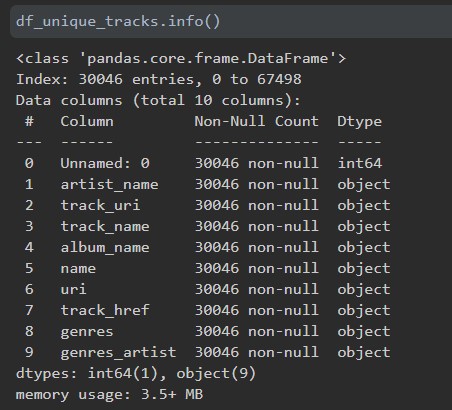 df_unique_tracks.info()
<class 'pandas.core.frame.DataFrame'>
Index: 30046 entries, 0 to 67498
Data columns (total 10 columns):
 #   Column          Non-Null Count  Dtype
---  ------          --------------  -----
 0   Unnamed: 0      30046 non-null  int64
 1   artist_name     30046 non-null  object
 2   track_uri       30046 non-null  object
 3   track_name      30046 non-null  object
 4   album_name      30046 non-null  object
 5   name            30046 non-null  object
 6   uri             30046 non-null  object
 7   track_href      30046 non-null  object
 8   genres          30046 non-null  object
 9   genres_artist   30046 non-null  object
dtypes: int64(1), object(9)
memory usage: 3.5+ MB